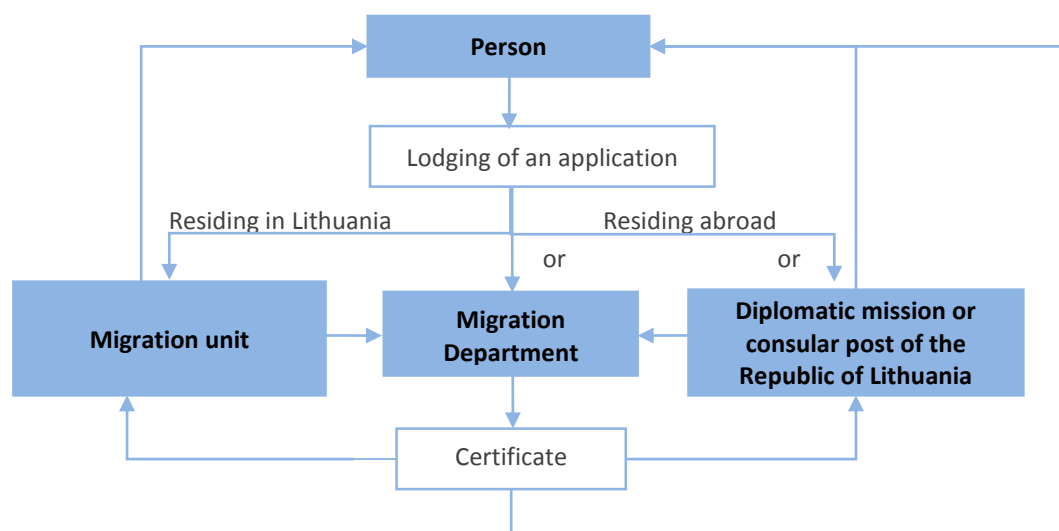 Person
Lodging of an application
Residing in Lithuania
Residing abroad
or
or
Migration unit
Migration
Department
Diplomatic mission or
consular post of the
Republic of Lithuania
Certificate